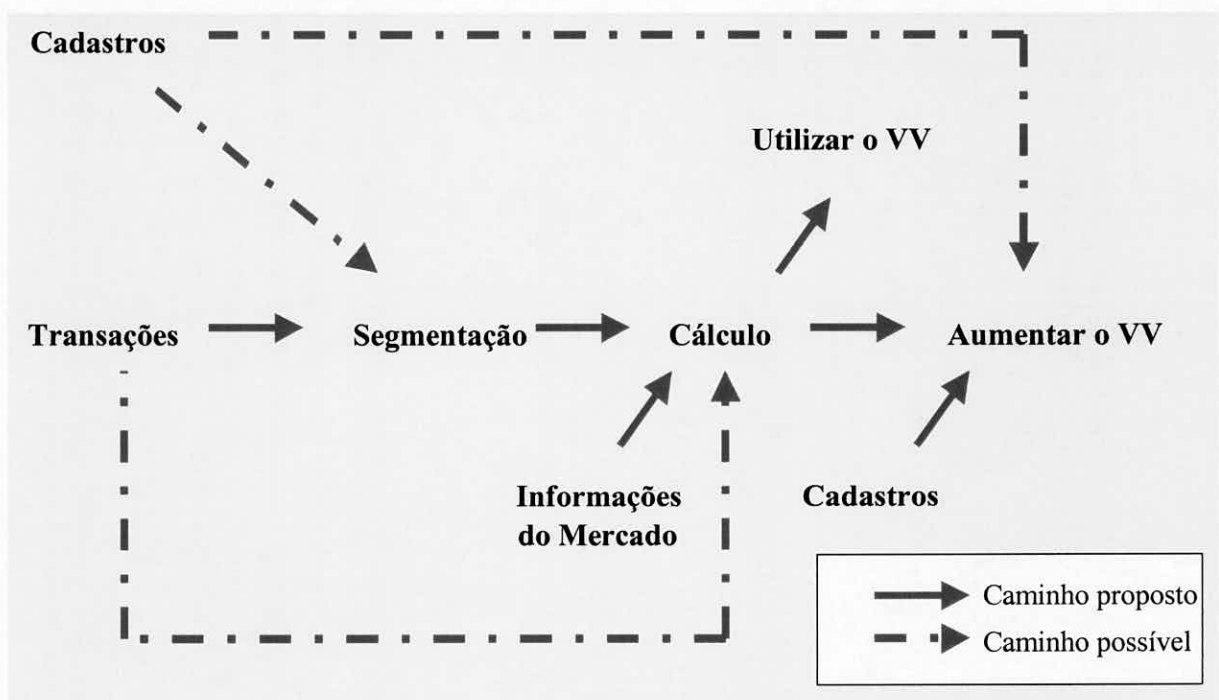 Cadastros
Utilizar o VV
Transações
Segmentação
Cálculo
Aumentar o VV
Informações
do Mercado
Cadastros
Caminho proposto
Caminho possível